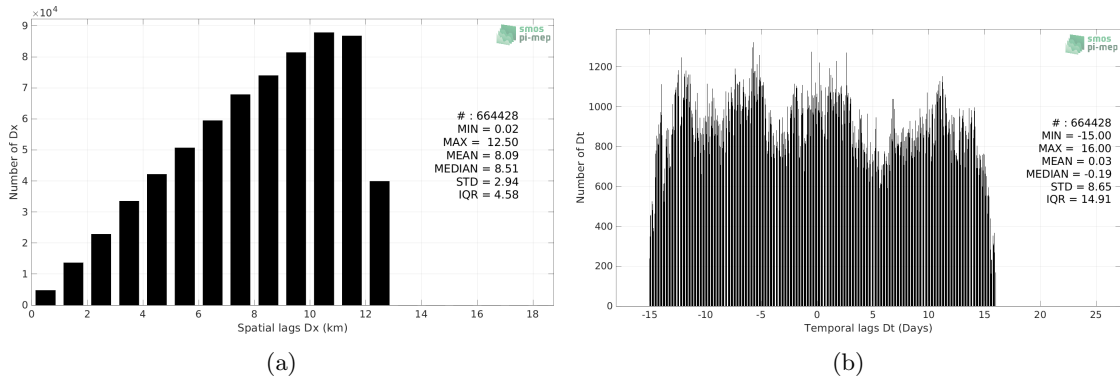 ×10⁴
9
8
7
6
5
4
3
2
1
0
Number of Dx
smos
pi-mep
# : 664428
MIN = 0.02
MAX = 12.50
MEAN = 8.09
MEDIAN = 8.51
STD = 2.94
IQR = 4.58
0 2 4 6 8 10 12 14 16 18
Spatial lags Dx (km)
(a)
1200
1000
800
600
400
200
0
Number of Dt
smos
pi-mep
# : 664428
MIN = -15.00
MAX = 16.00
MEAN = 0.03
MEDIAN = -0.19
STD = 8.65
IQR = 14.91
-15 -10 -5 0 5 10 15 20 25
Temporal lags Dt (Days)
(b)